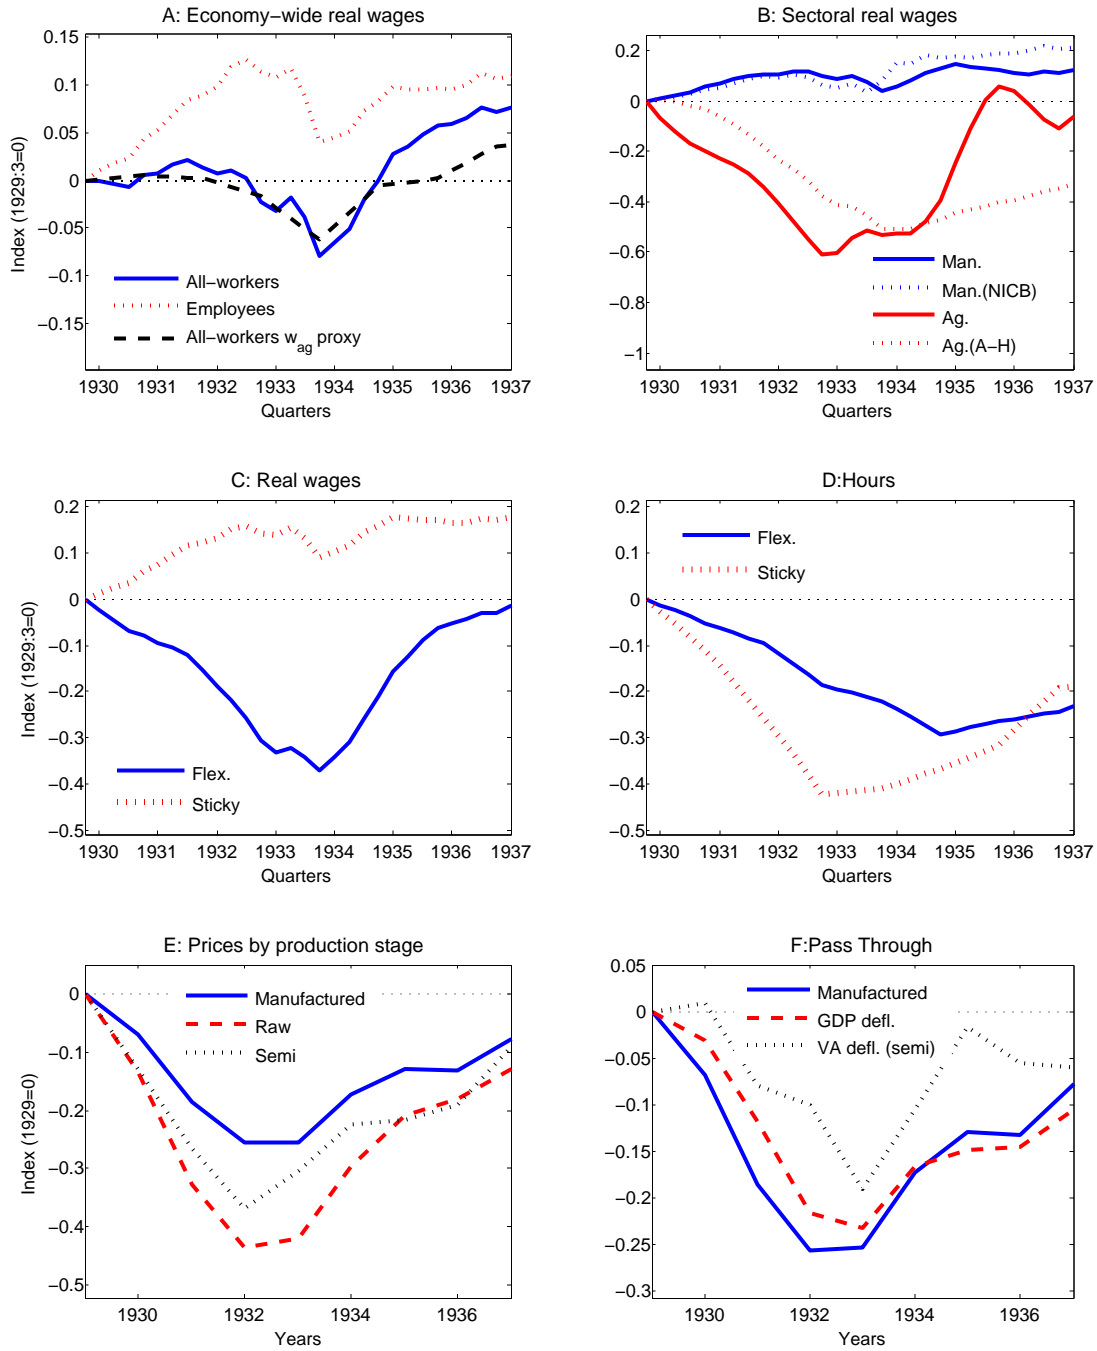 A: Economy−wide real wages
0.15
0.1
0.05
0
−0.05
−0.1
−0.15
Index (1929:3=0)
All−workers
Employees
All−workers w_ag proxy
1930 1931 1932 1933 1934 1935 1936 1937
Quarters
B: Sectoral real wages
0.2
0
−0.2
−0.4
−0.6
−0.8
−1
Man.
Man.(NICB)
Ag.
Ag.(A−H)
1930 1931 1932 1933 1934 1935 1936 1937
Quarters
C: Real wages
0.2
0.1
0
−0.1
−0.2
−0.3
−0.4
−0.5
Index (1929:3=0)
Flex.
Sticky
1930 1931 1932 1933 1934 1935 1936 1937
Quarters
D:Hours
0.2
0.1
0
−0.1
−0.2
−0.3
−0.4
−0.5
Flex.
Sticky
1930 1931 1932 1933 1934 1935 1936 1937
Quarters
E: Prices by production stage
0
−0.1
−0.2
−0.3
−0.4
−0.5
Index (1929=0)
Manufactured
Raw
Semi
1930 1932 1934 1936
Years
F:Pass Through
0.05
0
−0.05
−0.1
−0.15
−0.2
−0.25
−0.3
Manufactured
GDP defl.
VA defl. (semi)
1930 1932 1934 1936
Years